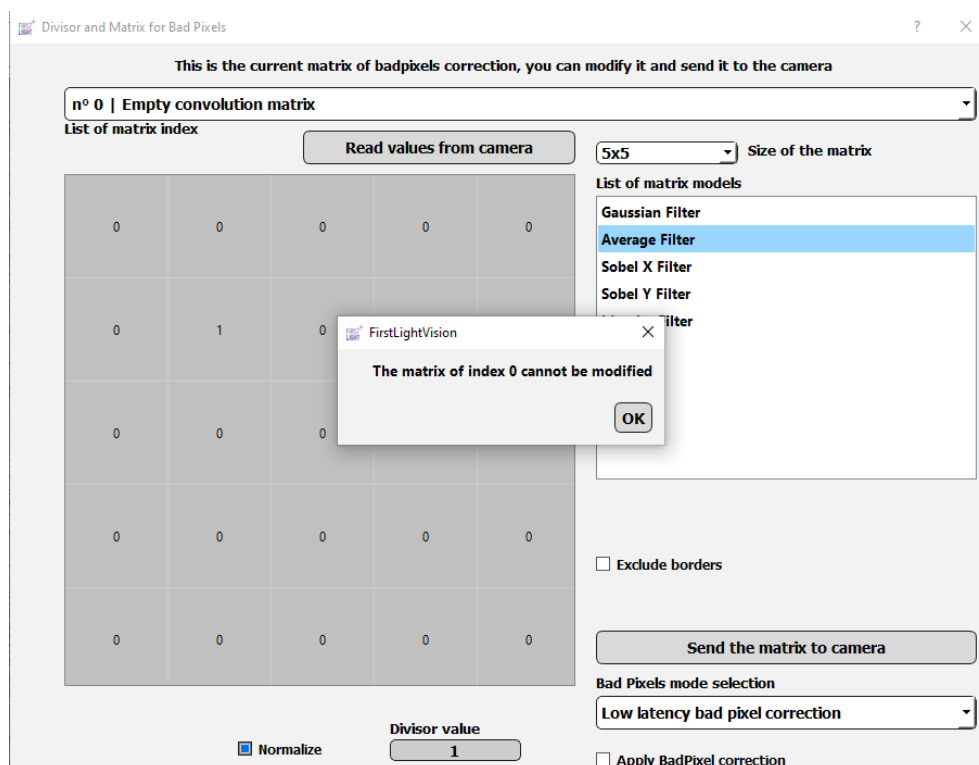 FIRST LIGHT Divisor and Matrix for Bad Pixels ? ×
This is the current matrix of badpixels correction, you can modify it and send it to the camera
nº 0 | Empty convolution matrix
List of matrix index
Read values from camera
5x5 Size of the matrix
List of matrix models
Gaussian Filter
Average Filter
Sobel X Filter
Sobel Y Filter
ilter
0 0 0 0 0
0 1 0
0 0 0
0 0 0 0 0
0 0 0 0 0
FIRST LIGHT FirstLightVision ×
The matrix of index 0 cannot be modified
OK
Exclude borders
Send the matrix to camera
Bad Pixels mode selection
Low latency bad pixel correction
Divisor value
Normalize 1
Apply BadPixel correction